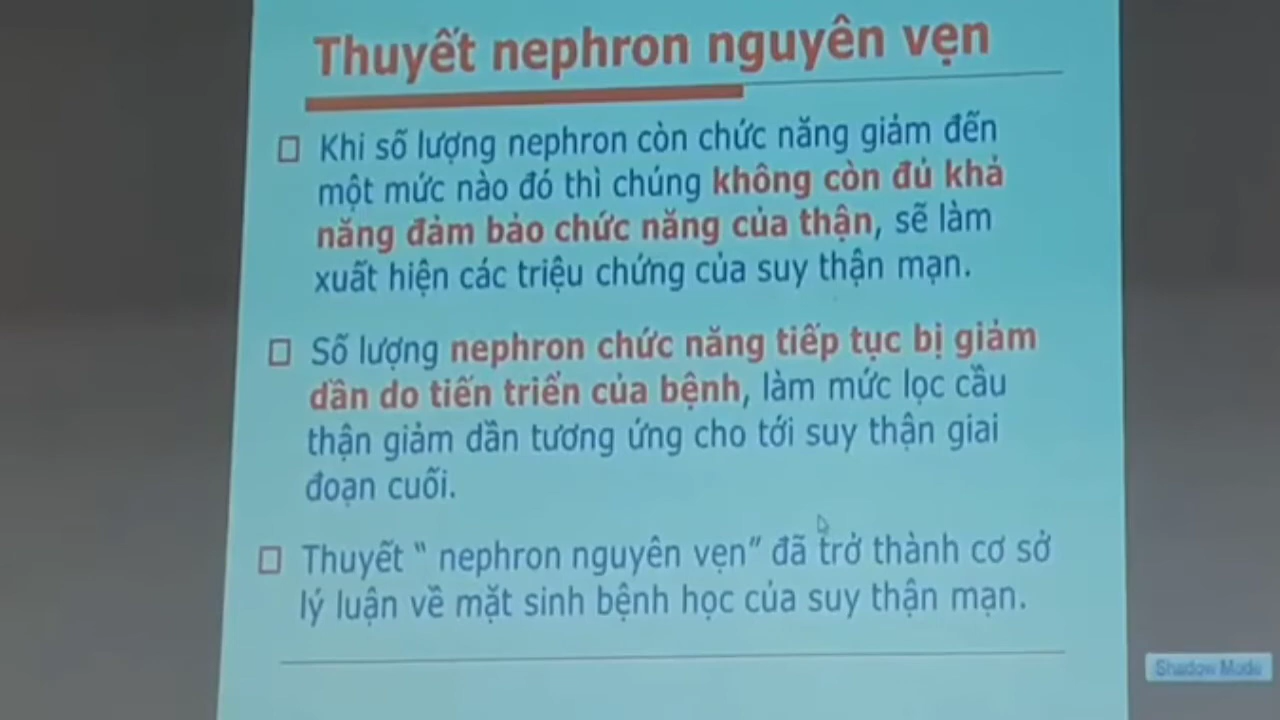 Thuyết nephron nguyên vẹn
□ Khi số lượng nephron còn chức năng giảm đến
một mức nào đó thì chúng không còn đủ khả
năng đảm bảo chức năng của thận, sẽ làm
xuất hiện các triệu chứng của suy thận mạn.
□ Số lượng nephron chức năng tiếp tục bị giảm
dần do tiến triển của bệnh, làm mức lọc cầu
thận giảm dần tương ứng cho tới suy thận giai
đoạn cuối.
□ Thuyết “ nephron nguyên vẹn” đã trở thành cơ sở
lý luận về mặt sinh bệnh học của suy thận mạn.
Shadow Mode